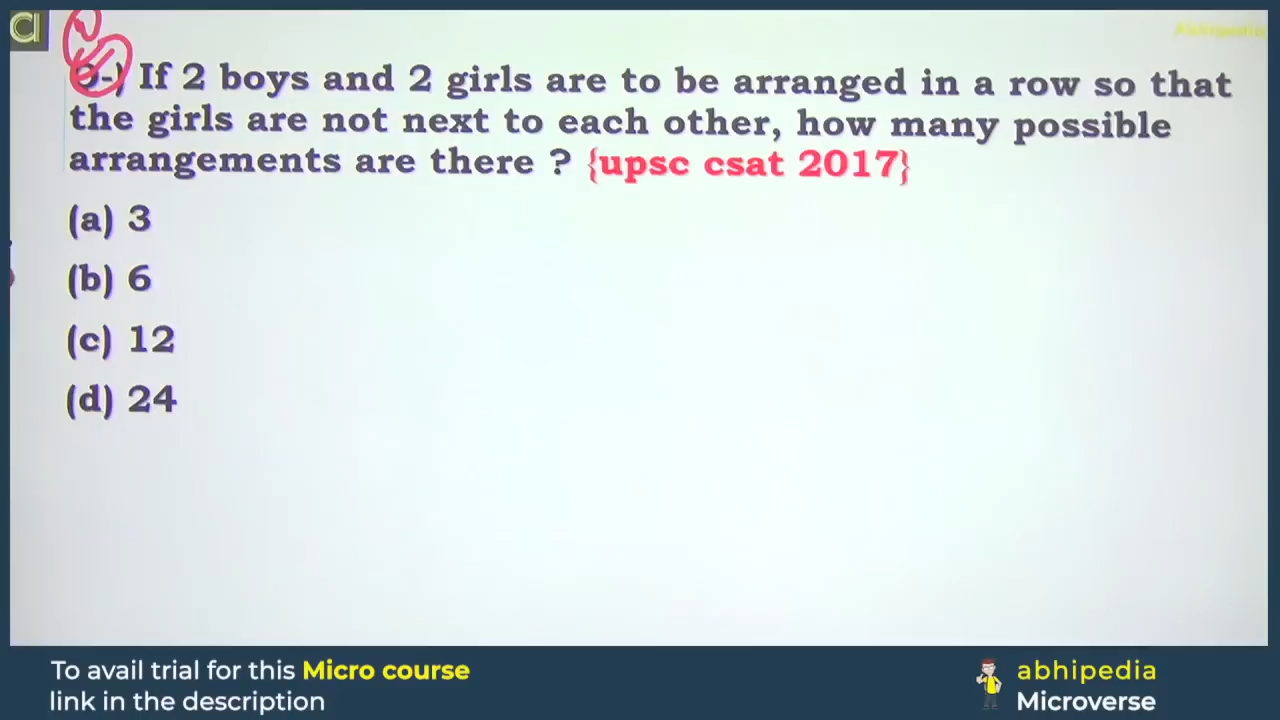 a
Abhipedia
Q-) If 2 boys and 2 girls are to be arranged in a row so that
the girls are not next to each other, how many possible
arrangements are there ? {upsc csat 2017}
(a) 3
(b) 6
(c) 12
(d) 24
To avail trial for this Micro course
link in the description
abhipedia
Microverse